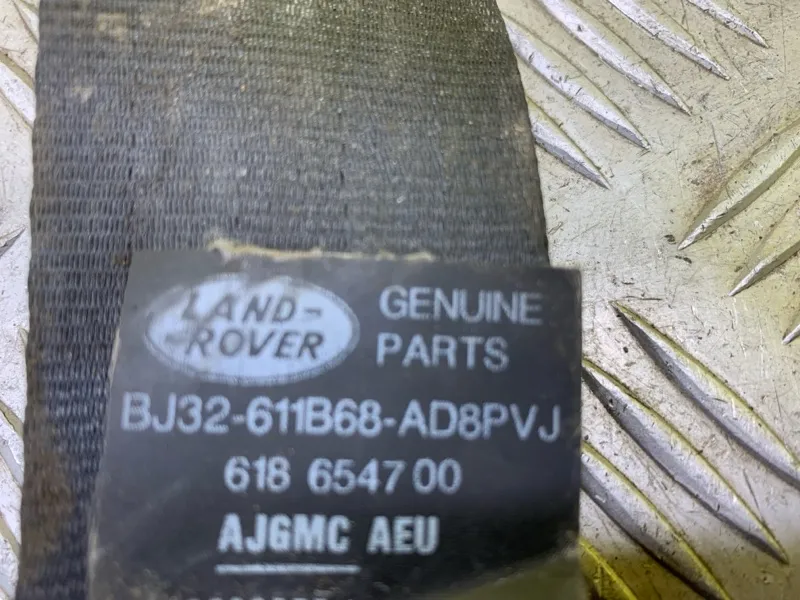 LAND-
-ROVER
GENUINE
PARTS
BJ32-611B68-AD8PVJ
618 654700
AJGMC AEU